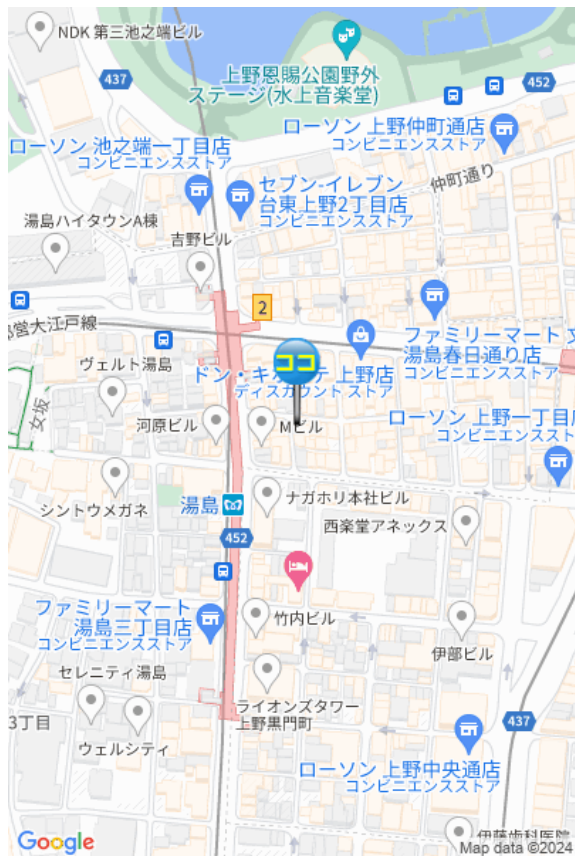 NDK 第三池之端ビル
437
上野恩賜公園野外
ステージ(水上音楽堂)
452
ローソン 上野仲町通店
コンビニエンスストア
ローソン 池之端一丁目店
コンビニエンスストア
仲町通り
セブン-イレブン
台東上野2丁目店
コンビニエンスストア
湯島ハイタウンA棟
吉野ビル
2
営大江戸線
ファミリーマート
湯島春日通り店
コンビニエンスストア
ココ
ヴェルト湯島
ドン・キ
テ 上野店
ディスカウント ストア
女坂
河原ビル
Mビル
ローソン 上野一丁目
コンビニエンススト
シントウメガネ
湯島
ナガホリ本社ビル
西楽堂アネックス
452
ファミリーマート
湯島三丁目店
コンビニエンスストア
竹内ビル
伊部ビル
セレニティ湯島
ライオンズタワー
上野黒門町
3丁目
ウェルシティ
437
ローソン 上野中央通店
コンビニエンスストア
伊藤歯科医院
Google
Map data ©2024